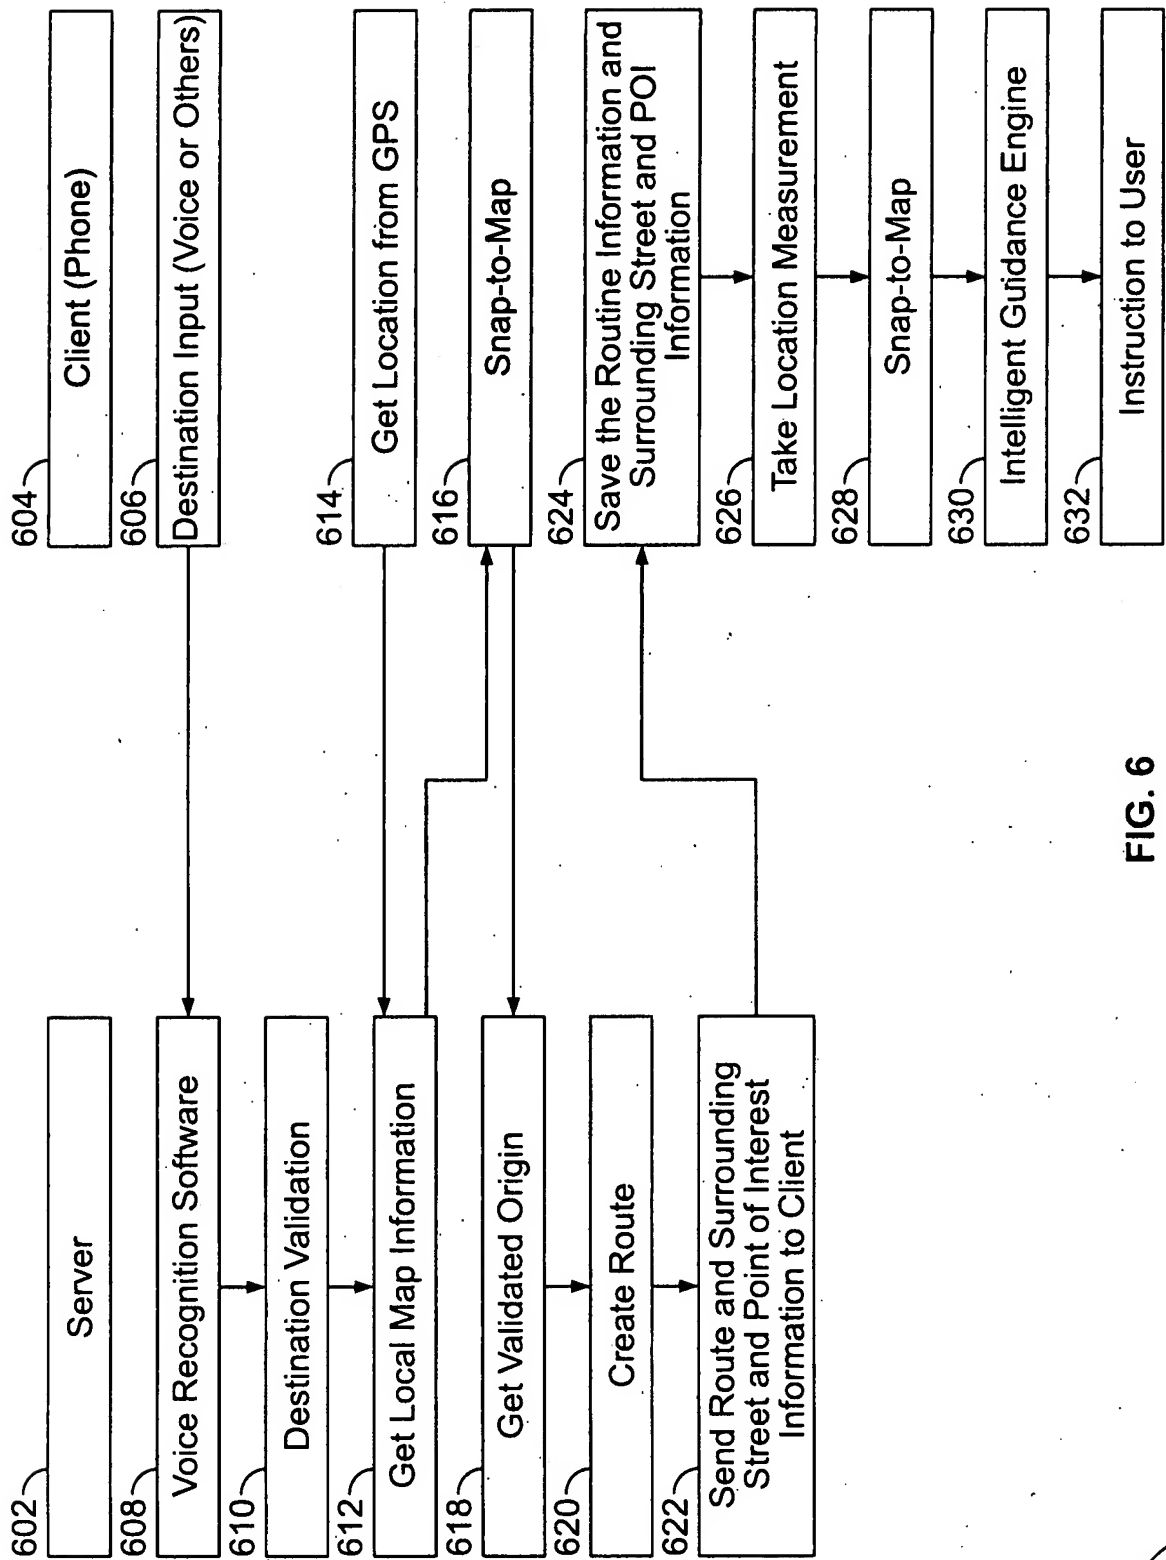 602
Server
604
Client (Phone)
608
Voice Recognition Software
606
Destination Input (Voice or Others)
610
Destination Validation
612
Get Local Map Information
614
Get Location from GPS
616
Snap-to-Map
618
Get Validated Origin
620
Create Route
622
Send Route and Surrounding
Street and Point of Interest
Information to Client
624
Save the Routine Information and
Surrounding Street and POI
Information
626
Take Location Measurement
628
Snap-to-Map
630
Intelligent Guidance Engine
632
Instruction to User
FIG. 6